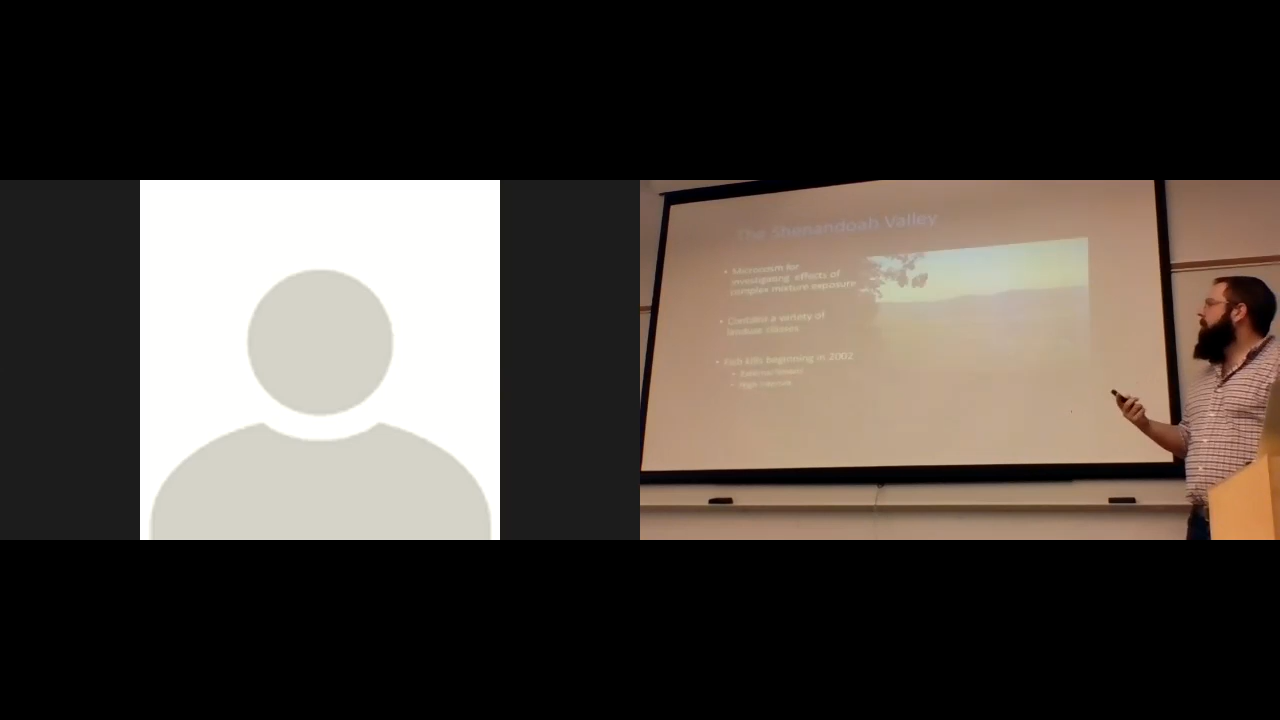 The Shenandoah Valley
• Microcosm for
investigating effects of
complex mixture exposure
• Contains a variety of
landuse classes
• Fish kills beginning in 2002